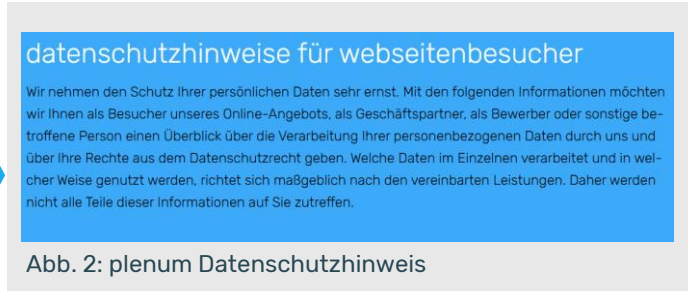 datenschutzhinweise für webseitenbesucher
Wir nehmen den Schutz Ihrer persönlichen Daten sehr ernst. Mit den folgenden Informationen möchten
wir Ihnen als Besucher unseres Online-Angebots, als Geschäftspartner, als Bewerber oder sonstige be-
troffene Person einen Überblick über die Verarbeitung Ihrer personenbezogenen Daten durch uns und
über Ihre Rechte aus dem Datenschutzrecht geben. Welche Daten im Einzelnen verarbeitet und in wel-
cher Weise genutzt werden, richtet sich maßgeblich nach den vereinbarten Leistungen. Daher werden
nicht alle Teile dieser Informationen auf Sie zutreffen.
Abb. 2: plenum Datenschutzhinweis